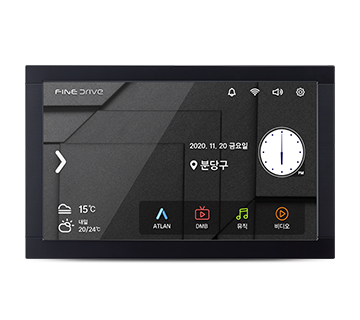 FINE DRIVE
2020. 11. 20 금요일
분당구
PM
15℃
내일
20/24℃
ATLAN
DMB
뮤직
비디오